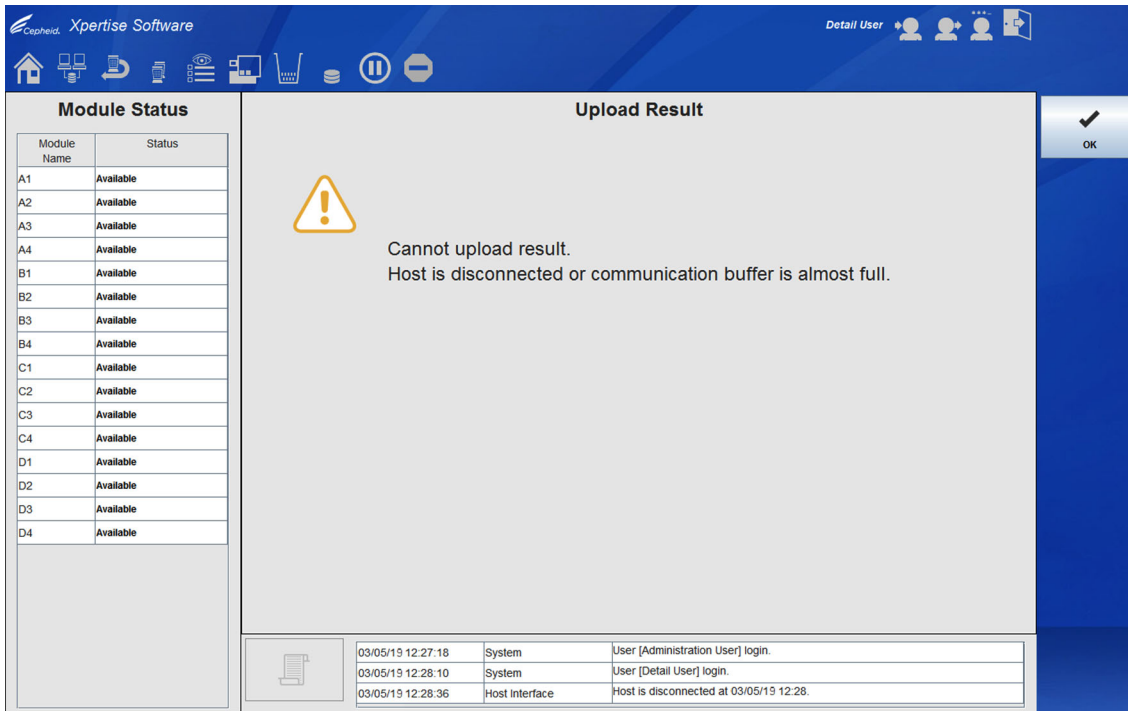 Cepheid. Xpertise Software
Detail User
Module Status
Upload Result
OK
Module Name Status
A1 Available
A2 Available
A3 Available
A4 Available
B1 Available
B2 Available
B3 Available
B4 Available
C1 Available
C2 Available
C3 Available
C4 Available
D1 Available
D2 Available
D3 Available
D4 Available
Cannot upload result.
Host is disconnected or communication buffer is almost full.
03/05/19 12:27:18 System User [Administration User] login.
03/05/19 12:28:10 System User [Detail User] login.
03/05/19 12:28:36 Host Interface Host is disconnected at 03/05/19 12:28.